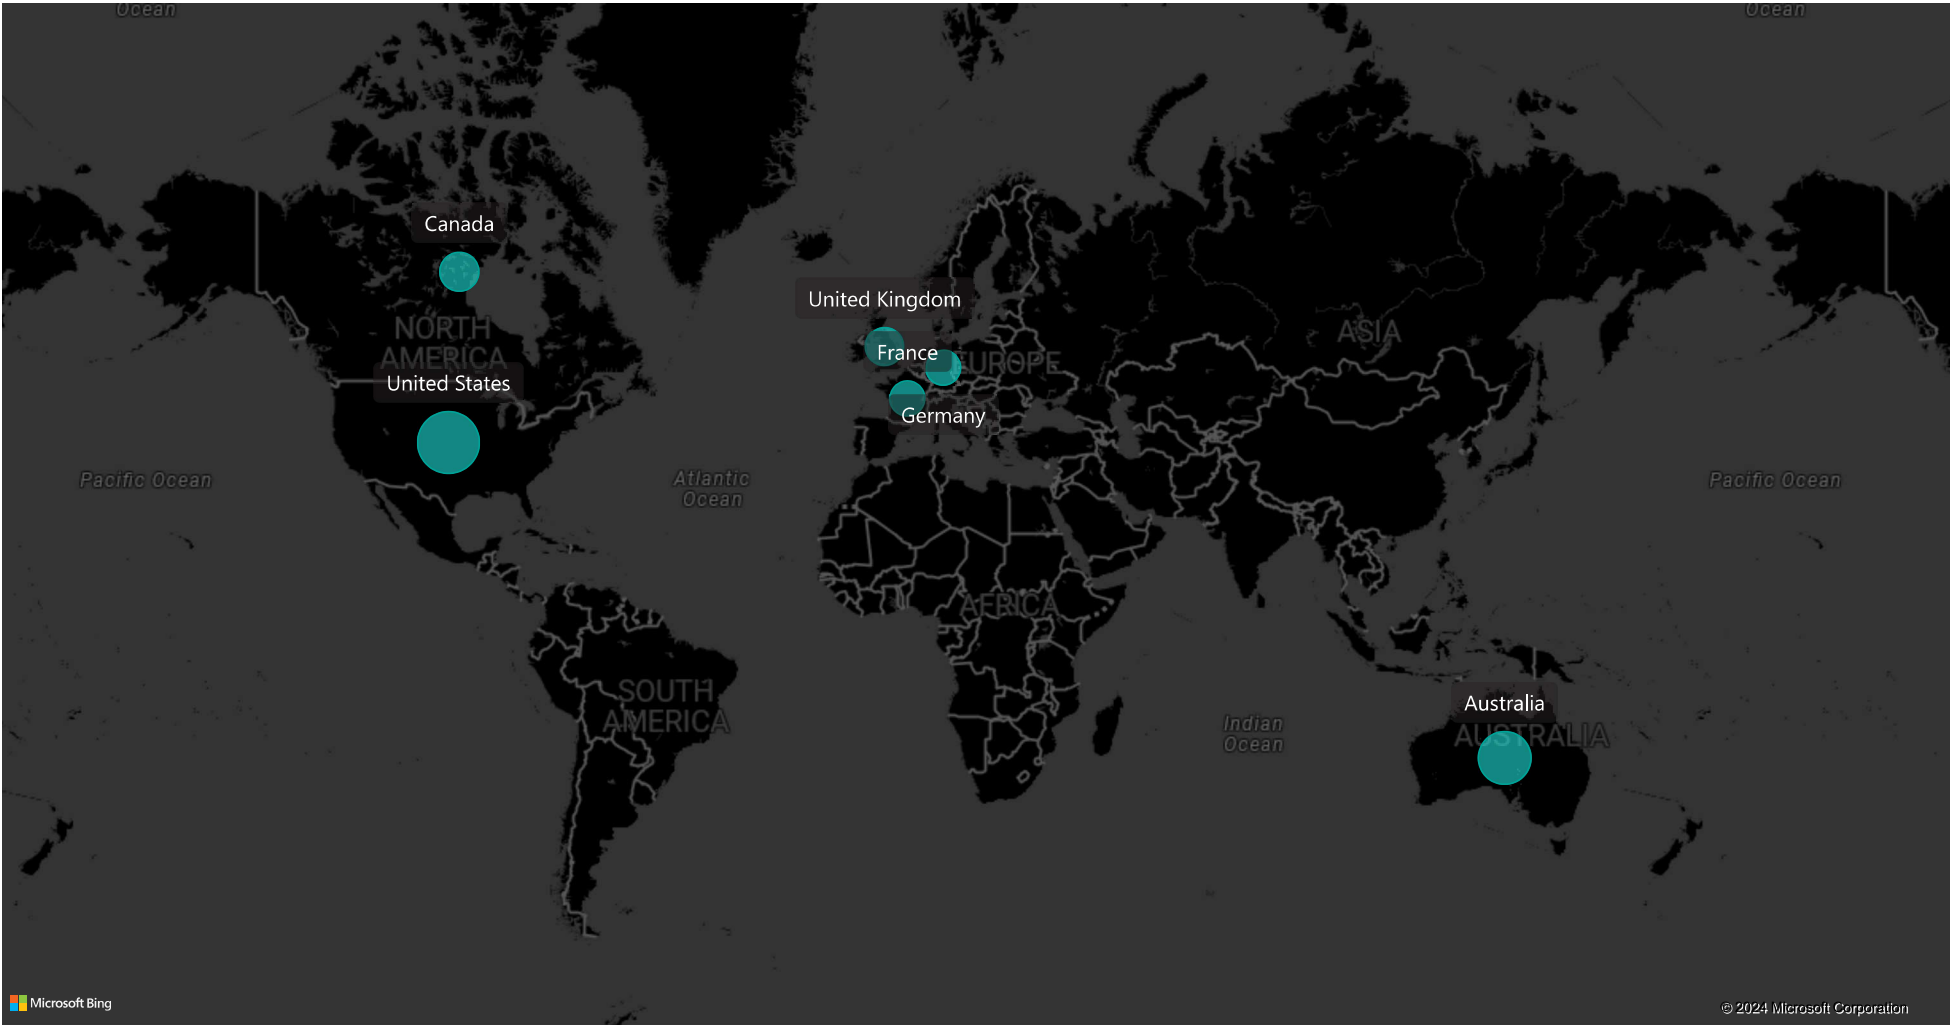 Ocean
Ocean
Canada
United Kingdom
NORTH
AMERICA
ASIA
France
EUROPE
United States
Germany
Pacific Ocean
Atlantic
Ocean
Pacific Ocean
AFRICA
SOUTH
AMERICA
Australia
Indian
Ocean
AUSTRALIA
Microsoft Bing
© 2024 Microsoft Corporation